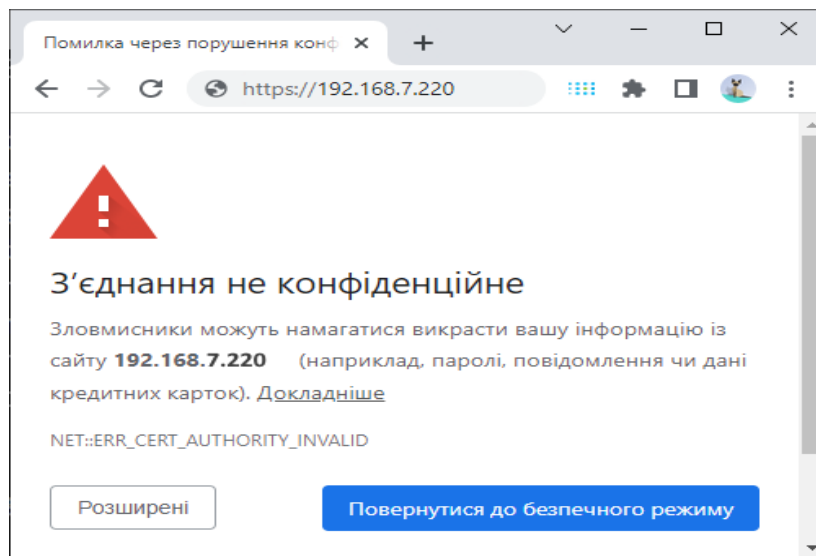 Помилка через порушення конф
https://192.168.7.220
З’єднання не конфіденційне
Зловмисники можуть намагатися викрасти вашу інформацію із
сайту 192.168.7.220 (наприклад, паролі, повідомлення чи дані
кредитних карток). Докладніше
NET::ERR_CERT_AUTHORITY_INVALID
Розширені
Повернутися до безпечного режиму